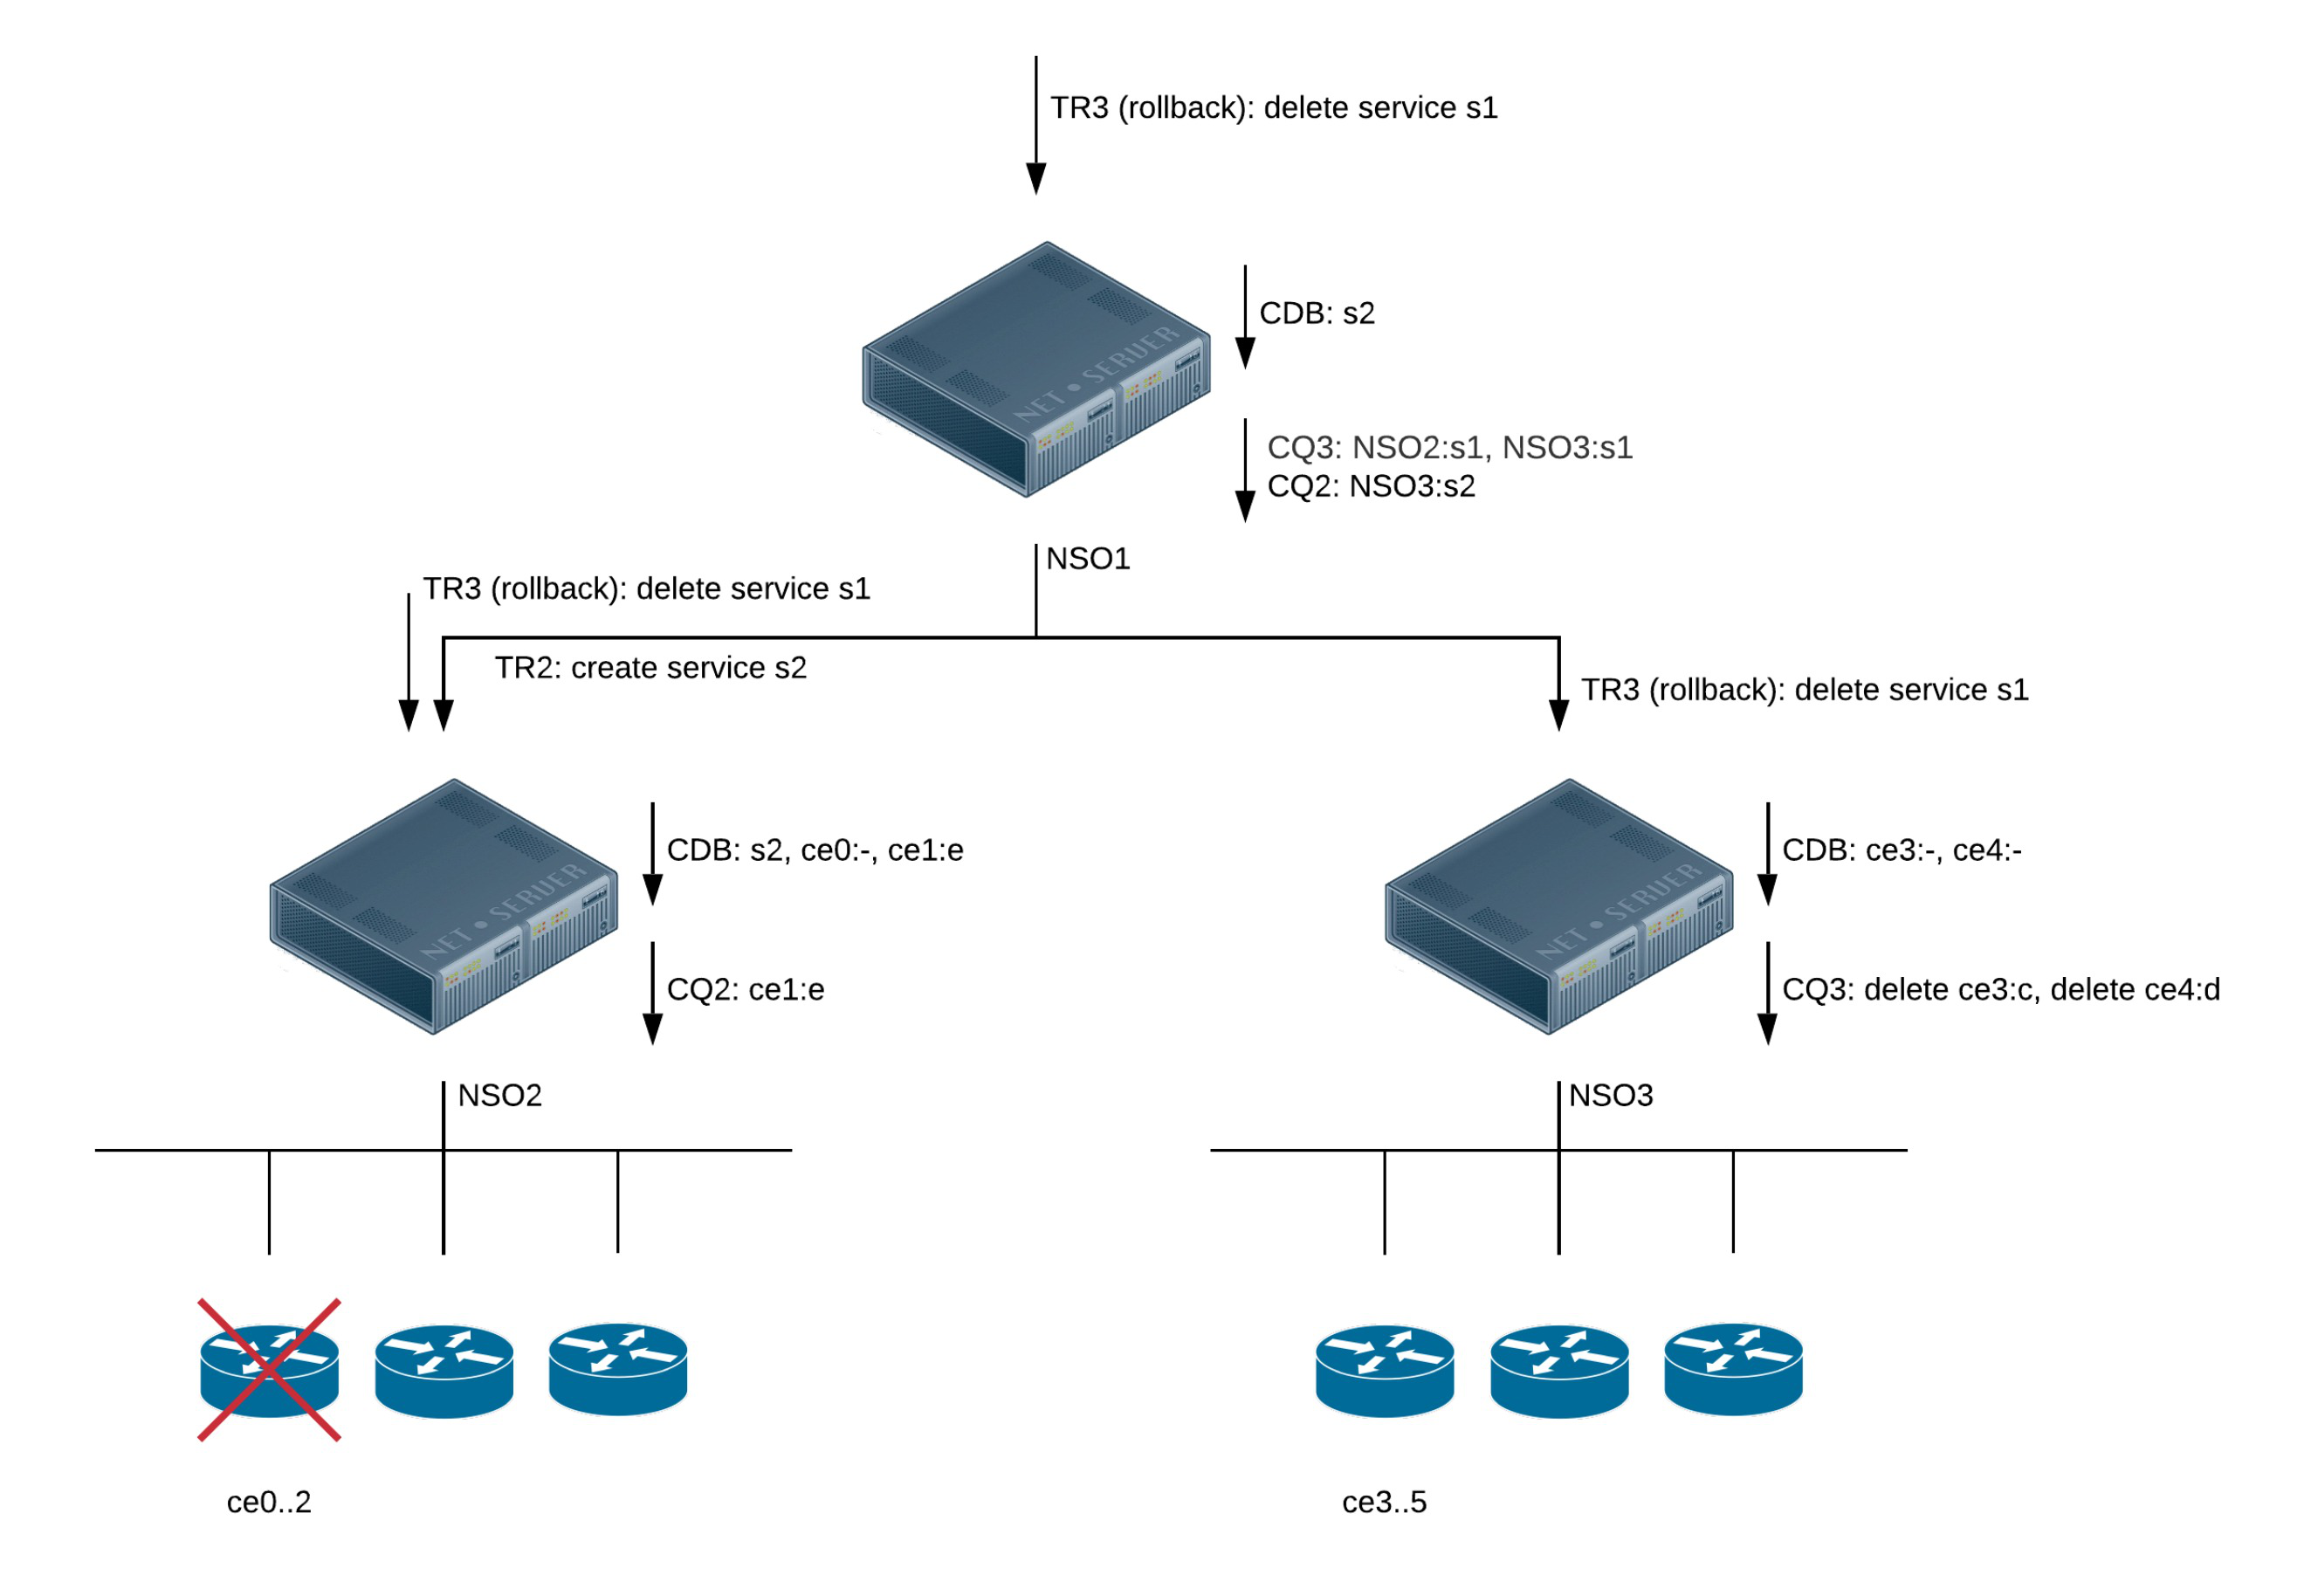 TR3 (rollback): delete service s1
NET • SERVER
CDB: s2
CQ3: NSO2:s1, NSO3:s1
CQ2: NSO3:s2
NSO1
TR3 (rollback): delete service s1
TR2: create service s2
TR3 (rollback): delete service s1
NET • SERVER
CDB: s2, ce0:-, ce1:e
CQ2: ce1:e
NSO2
NET • SERVER
CDB: ce3:-, ce4:-
CQ3: delete ce3:c, delete ce4:d
NSO3
ce0..2
ce3..5